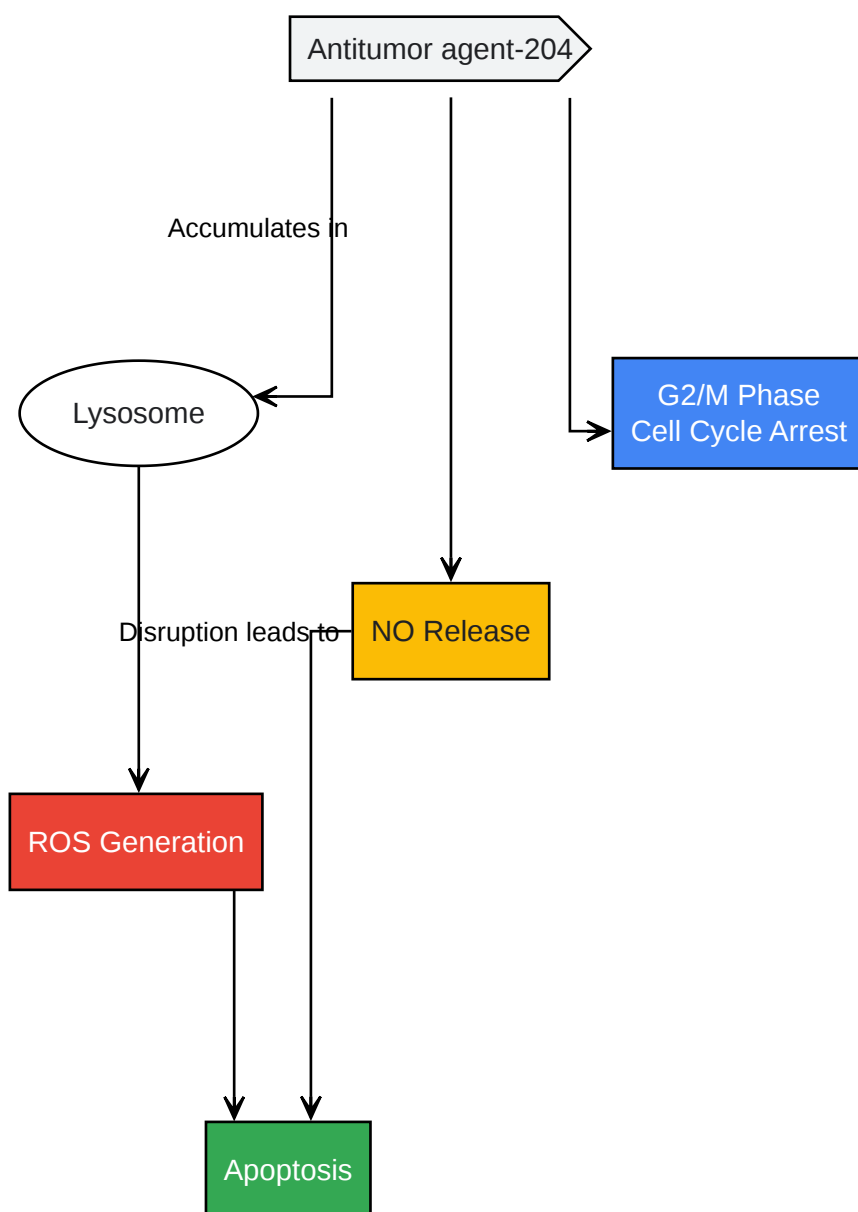 Antitumor agent-204
Accumulates in
Lysosome
G2/M Phase
Cell Cycle Arrest
Disruption leads to
NO Release
ROS Generation
Apoptosis